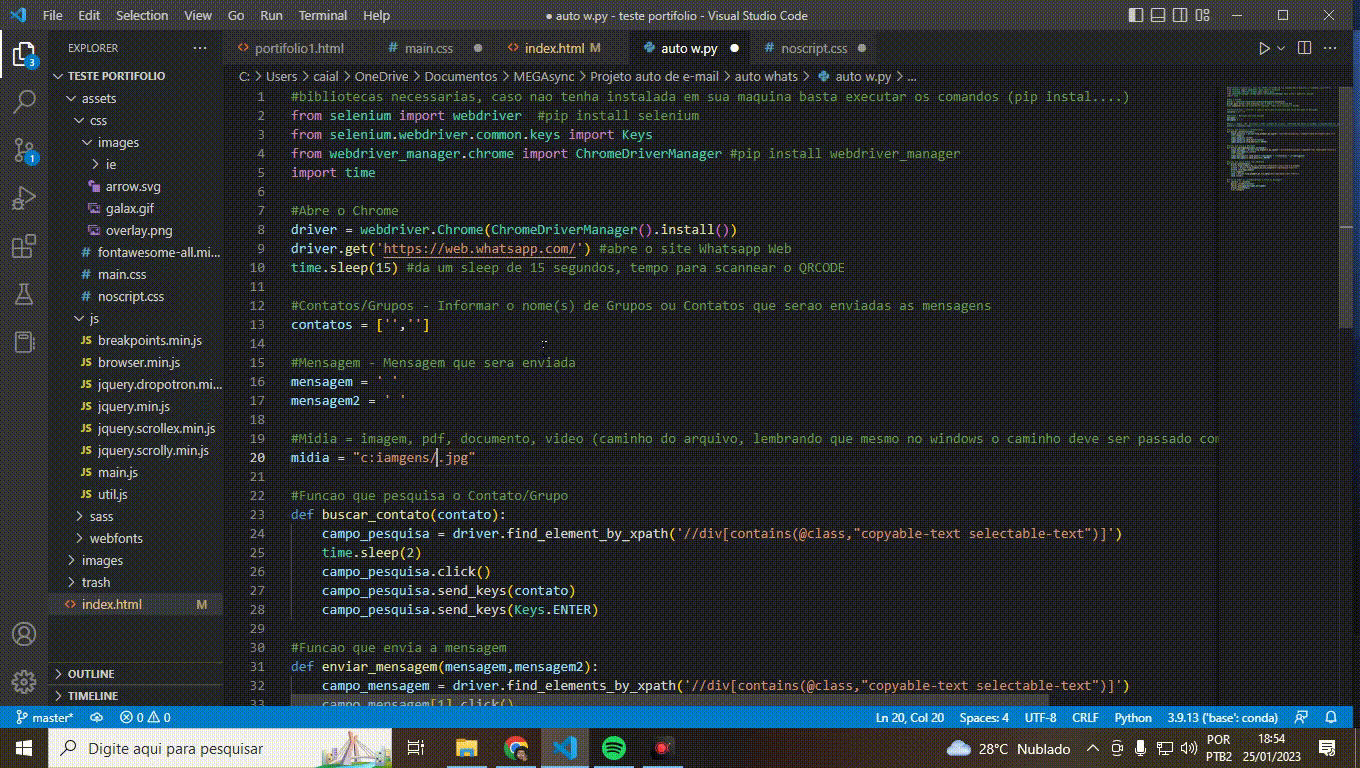 File Edit Selection View Go Run Terminal Help
● auto w.py - teste portifolio - Visual Studio Code
EXPLORER
portifolio1.html main.css index.html M auto w.py noscript.css
C: > Users > caial > OneDrive > Documentos > MEGAsync > Projeto auto de e-mail > auto whats > auto w.py > ...
3
1
TESTE PORTIFOLIO
assets
css
images
ie
arrow.svg
galax.gif
overlay.png
fontawesome-all.mi...
main.css
noscript.css
js
JS breakpoints.min.js
JS browser.min.js
JS jquery.dropotron.mi...
JS jquery.min.js
JS jquery.scrollex.min.js
JS jquery.scrolly.min.js
JS main.js
JS util.js
sass
webfonts
images
trash
index.html M
OUTLINE
TIMELINE
1 #bibliotecas necessarias, caso nao tenha instalada em sua maquina basta executar os comandos (pip instal....)
2 from selenium import webdriver  #pip install selenium
3 from selenium.webdriver.common.keys import Keys
4 from webdriver_manager.chrome import ChromeDriverManager #pip install webdriver_manager
5 import time
6
7 #Abre o Chrome
8 driver = webdriver.Chrome(ChromeDriverManager().install())
9 driver.get('https://web.whatsapp.com/') #abre o site Whatsapp Web
10 time.sleep(15) #da um sleep de 15 segundos, tempo para scannear o QRCODE
11
12 #Contatos/Grupos - Informar o nome(s) de Grupos ou Contatos que serao enviadas as mensagens
13 contatos = ['','']
14
15 #Mensagem - Mensagem que sera enviada
16 mensagem = ' '
17 mensagem2 = ' '
18
19 #Midia = imagem, pdf, documento, video (caminho do arquivo, lembrando que mesmo no windows o caminho deve ser passado com
20 midia = "c:iamgens/.jpg"
21
22 #Funcao que pesquisa o Contato/Grupo
23 def buscar_contato(contato):
24     campo_pesquisa = driver.find_element_by_xpath('//div[contains(@class,"copyable-text selectable-text")]')
25     time.sleep(2)
26     campo_pesquisa.click()
27     campo_pesquisa.send_keys(contato)
28     campo_pesquisa.send_keys(Keys.ENTER)
29
30 #Funcao que envia a mensagem
31 def enviar_mensagem(mensagem,mensagem2):
32     campo_mensagem = driver.find_elements_by_xpath('//div[contains(@class,"copyable-text selectable-text")]')
33     campo_mensagem[1].click()
master* 0 0 Ln 20, Col 20 Spaces: 4 UTF-8 CRLF Python 3.9.13 ('base': conda)
Digite aqui para pesquisar 28°C Nublado POR PTB2 18:54 25/01/2023